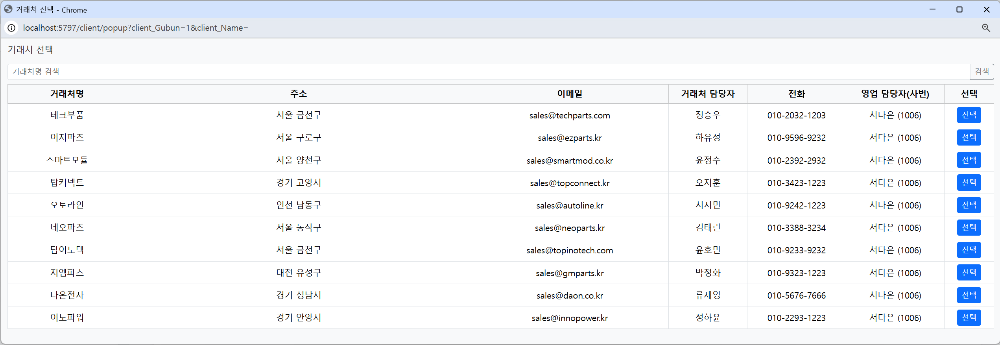 거래처 선택 - Chrome
localhost:5797/client/popup?client_Gubun=1&client_Name=
거래처 선택
거래처명 검색 검색
거래처명 주소 이메일 거래처 담당자 전화 영업 담당자(사번) 선택
테크부품 서울 금천구 sales@techparts.com 정승우 010-2032-1203 서다은 (1006) 선택
이지파츠 서울 구로구 sales@ezparts.kr 하유정 010-9596-9232 서다은 (1006) 선택
스마트모듈 서울 양천구 sales@smartmod.co.kr 윤정수 010-2392-2932 서다은 (1006) 선택
탑커넥트 경기 고양시 sales@topconnect.kr 오지훈 010-3423-1223 서다은 (1006) 선택
오토라인 인천 남동구 sales@autoline.kr 서지민 010-9242-1223 서다은 (1006) 선택
네오파츠 서울 동작구 sales@neoparts.kr 김태린 010-3388-3234 서다은 (1006) 선택
탑이노텍 서울 금천구 sales@topinotech.com 윤호민 010-9233-9232 서다은 (1006) 선택
지엠파츠 대전 유성구 sales@gmparts.kr 박정화 010-9323-1223 서다은 (1006) 선택
다온전자 경기 성남시 sales@daon.co.kr 류세영 010-5676-7666 서다은 (1006) 선택
이노파워 경기 안양시 sales@innopower.kr 정하윤 010-2293-1223 서다은 (1006) 선택